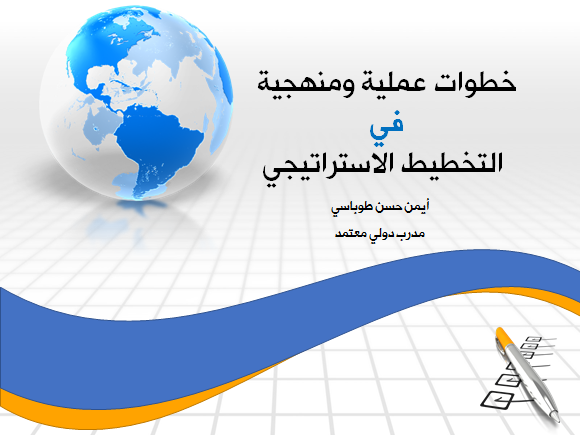 خطوات عملية ومنهجية
في
التخطيط الاستراتيجي
أيمن حسن طوباسي
مدرب دولي معتمد